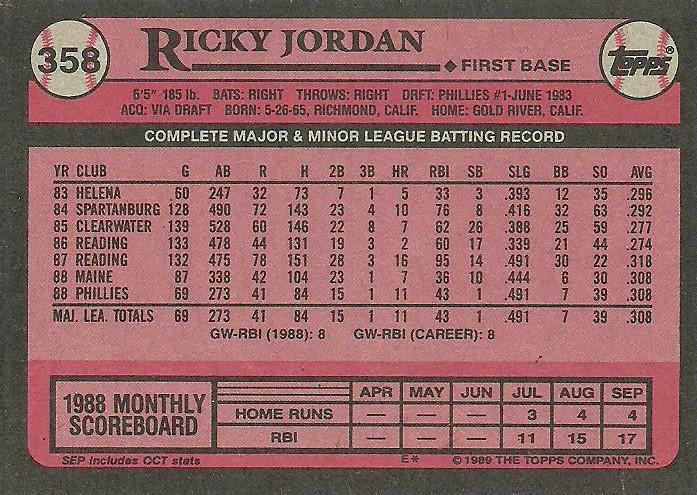 358 RICKY JORDAN Topps®
◆ FIRST BASE
6'5" 185 lb. BATS: RIGHT THROWS: RIGHT DRFT: PHILLIES #1-JUNE 1983
ACQ: VIA DRAFT BORN: 5-26-65, RICHMOND, CALIF. HOME: GOLD RIVER, CALIF.
COMPLETE MAJOR & MINOR LEAGUE BATTING RECORD
YR CLUB G AB R H 2B 3B HR RBI SB SLG BB SO AVG
83 HELENA 60 247 32 73 7 1 5 33 3 .393 12 35 .296
84 SPARTANBURG 128 490 72 143 23 4 10 76 8 .416 32 63 .292
85 CLEARWATER 139 528 60 146 22 8 7 62 26 .388 25 59 .277
86 READING 133 478 44 131 19 3 2 60 17 .339 21 44 .274
87 READING 132 475 78 151 28 3 16 95 14 .491 30 22 .318
88 MAINE 87 338 42 104 23 1 7 36 10 .444 6 30 .308
88 PHILLIES 69 273 41 84 15 1 11 43 1 .491 7 39 .308
MAJ. LEA. TOTALS 69 273 41 84 15 1 11 43 1 .491 7 39 .308
GW-RBI (1988): 8 GW-RBI (CAREER): 8
1988 MONTHLY SCOREBOARD
APR MAY JUN JUL AUG SEP
HOME RUNS — — — 3 4 4
RBI — — — 11 15 17
SEP includes OCT stats E* ©1989 THE TOPPS COMPANY, INC.